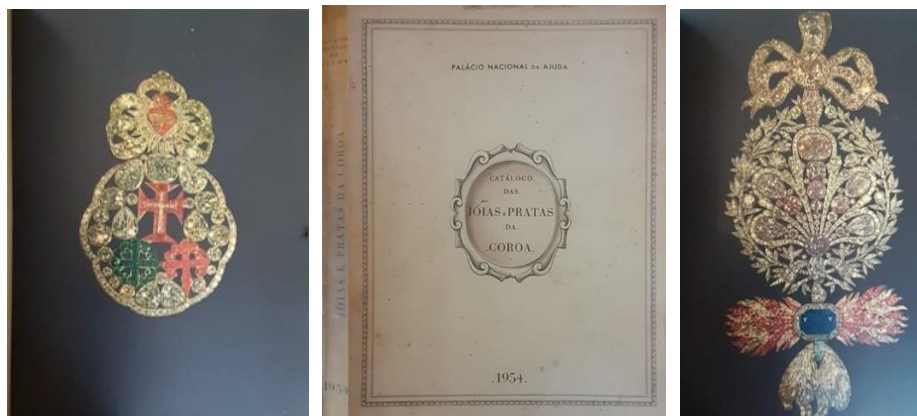 PALÁCIO NACIONAL DA AJUDA
CATÁLOGO
.DAS.
JÓIAS E PRATAS
DA
.COROA.
.1954.
JÓIAS E PRATAS DA COROA
1954